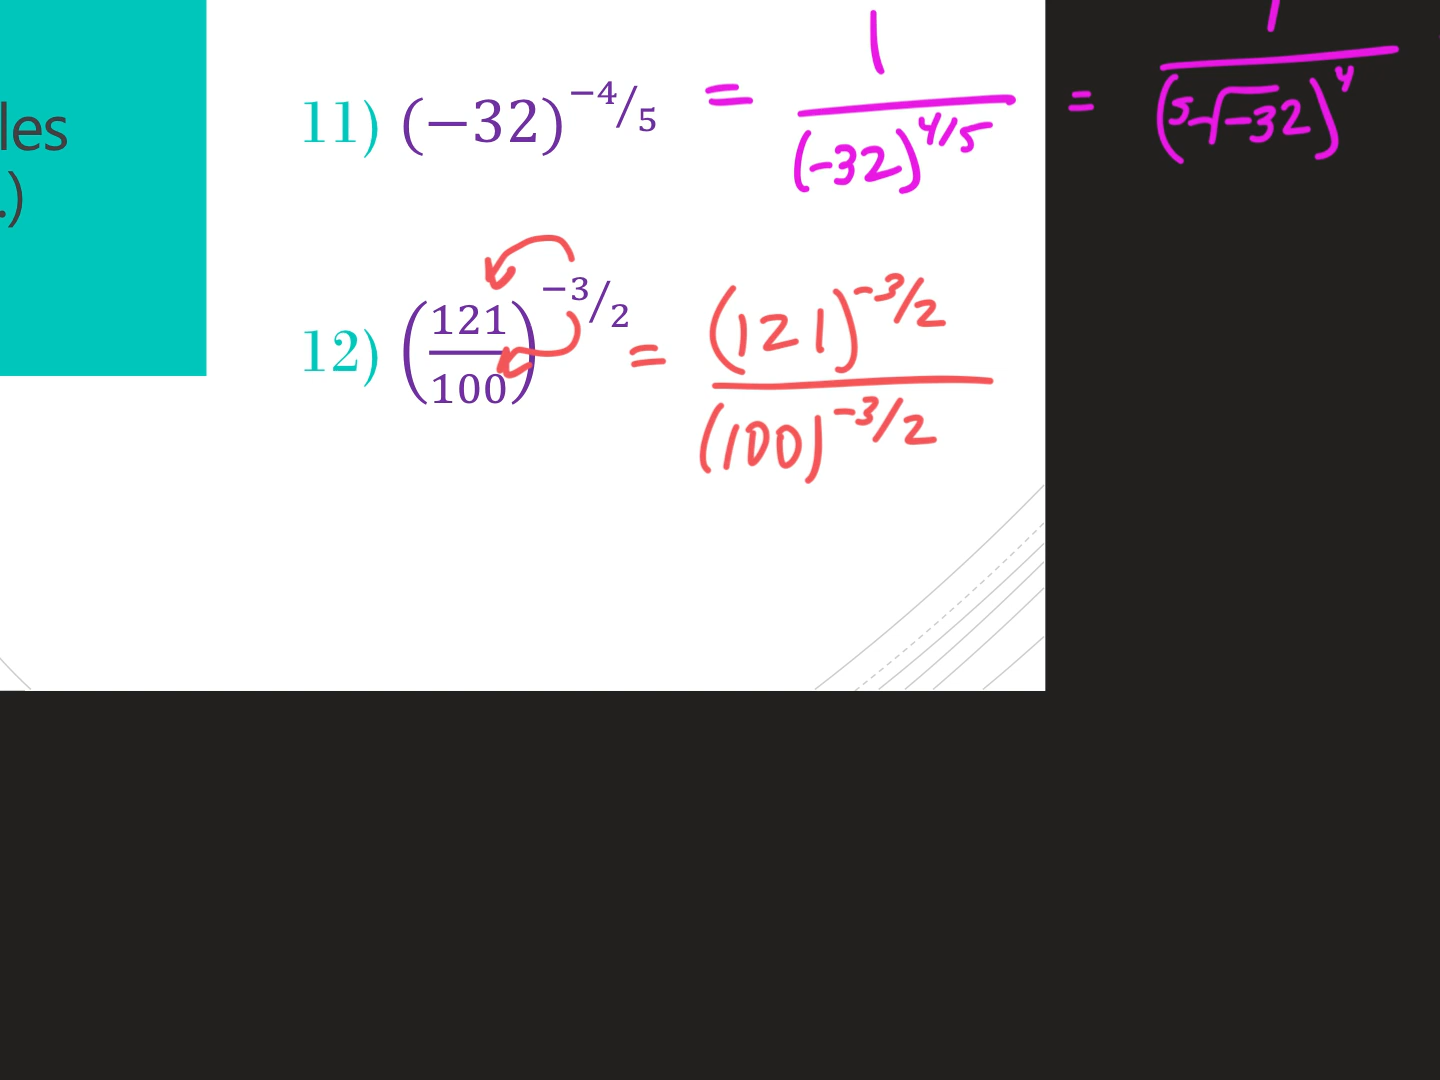 les
.)
11) (−32)^{−4/5} = 1/(-32)^{4/5} = 1/(⁵√-32)^4
12) (121/100)^{−3/2} = (121)^{-3/2}/(100)^{-3/2}